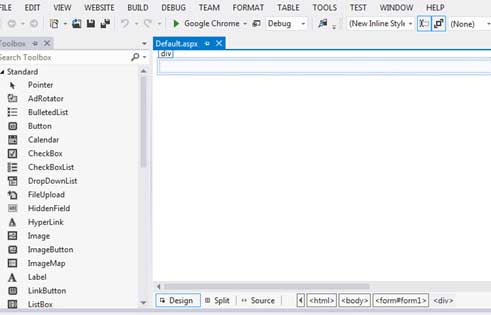 FILE EDIT VIEW WEBSITE BUILD DEBUG TEAM FORMAT TABLE TOOLS TEST WINDOW HELP
Google Chrome Debug (New Inline Style (None)
Toolbox
Default.aspx
Search Toolbox
div
Standard
Pointer
AdRotator
BulletedList
Button
Calendar
CheckBox
CheckBoxList
DropDownList
FileUpload
HiddenField
HyperLink
Image
ImageButton
ImageMap
Label
LinkButton
ListBox
Design Split Source <html> <body> <form#form1> <div>